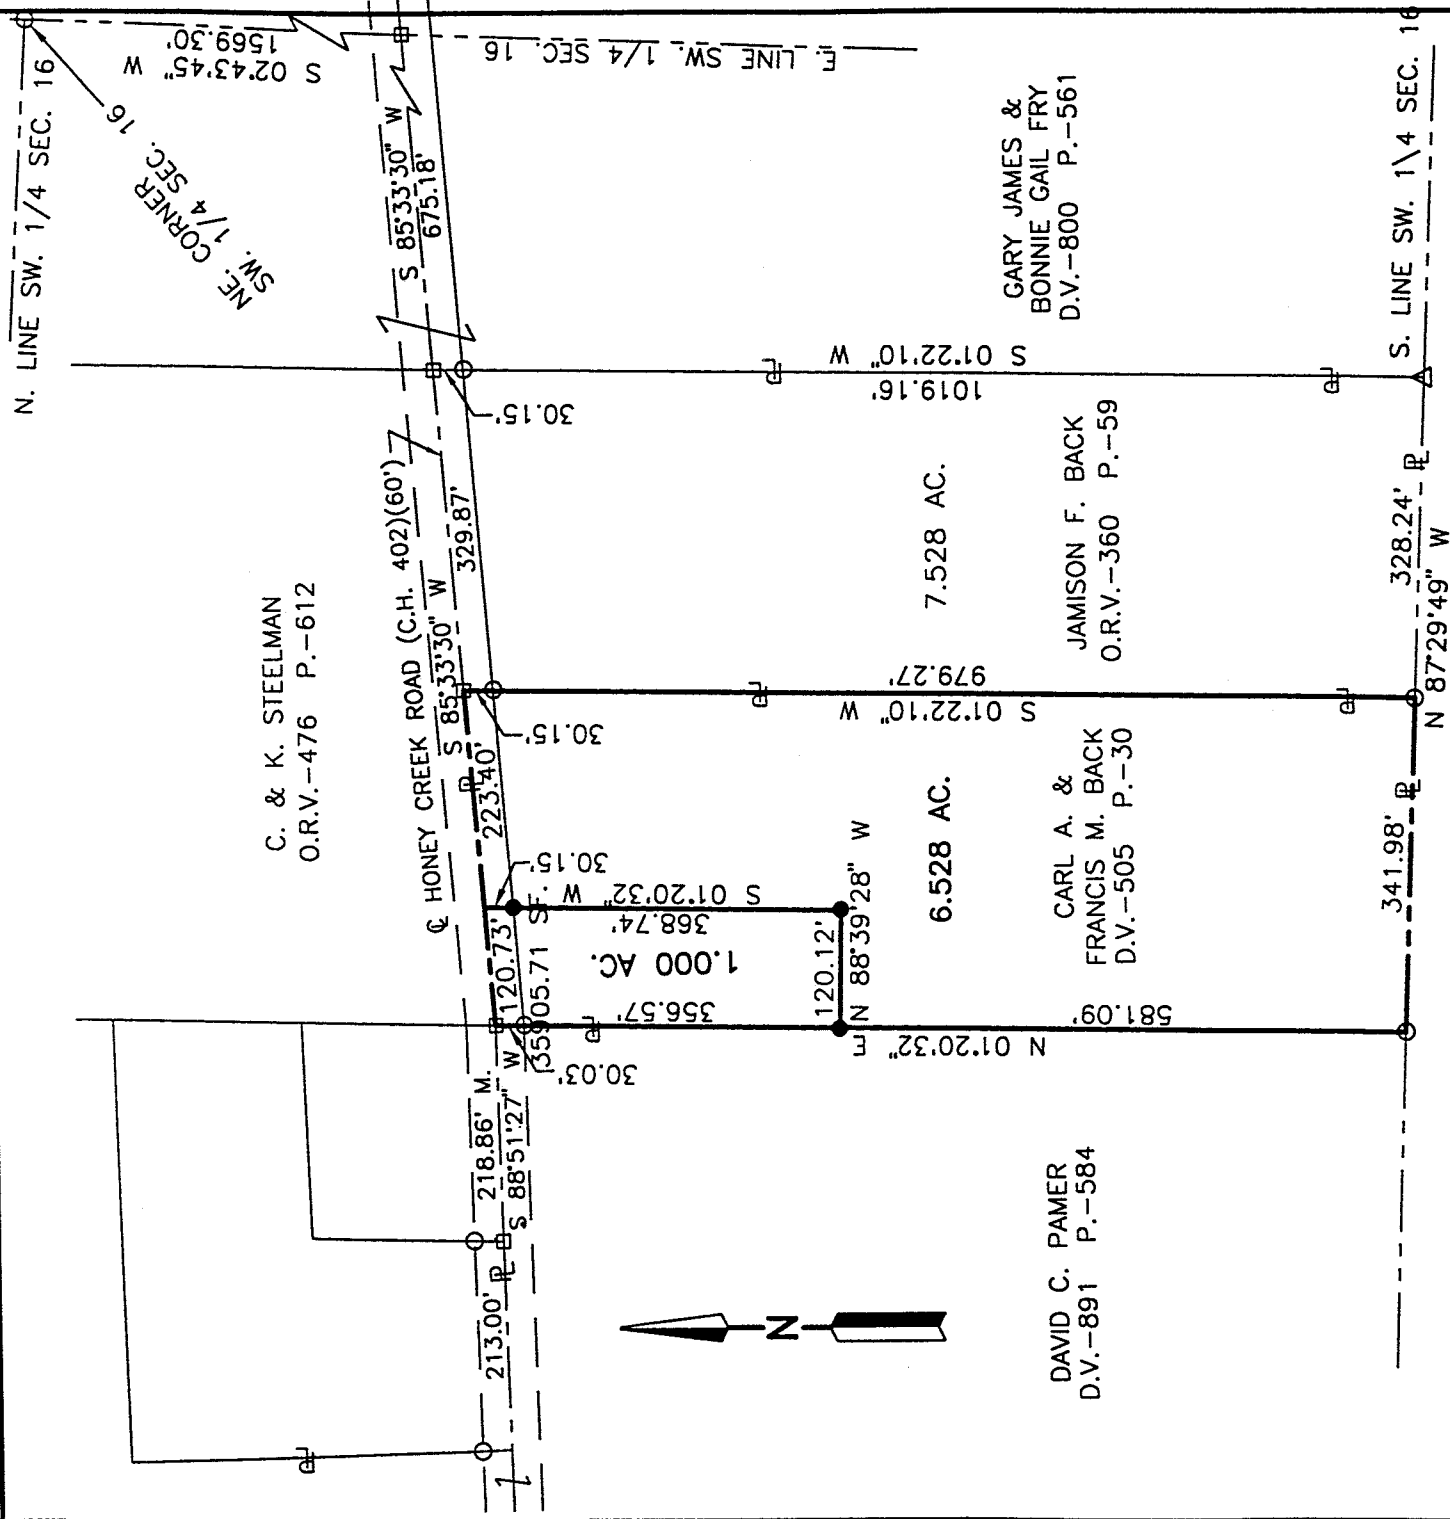 N. LINE SW. 1/4 SEC. 16
S 02°43'45" W
1569.30'
NE. CORNER
SW. 1/4 SEC. 16
E. LINE SW. 1/4 SEC. 16
S 85°33'30" W
675.18'
GARY JAMES &
BONNIE GAIL FRY
D.V.-800 P.-561
S. LINE SW. 1\4 SEC. 16
30.15'
S 01°22'10" W
1019.16'
C. & K. STEELMAN
O.R.V.-476 P.-612
℄ HONEY CREEK ROAD (C.H. 402)(60')
S 85°33'30" W
329.87'
7.528 AC.
JAMISON F. BACK
O.R.V.-360 P.-59
328.24'
N 87°29'49" W
979.27'
S 01°22'10" W
30.15'
223.40'
30.15'
S 01°20'32" W
368.74'
6.528 AC.
CARL A. &
FRANCIS M. BACK
D.V.-505 P.-30
341.98'
120.73'
(35905.71 SF.
1.000 AC.
356.57'
120.12'
N 88°39'28" W
581.09'
N 01°20'32" E
30.03'
218.86' M.
S 88°51'27" W
213.00'
PL
N
DAVID C. PAMER
D.V.-891 P.-584